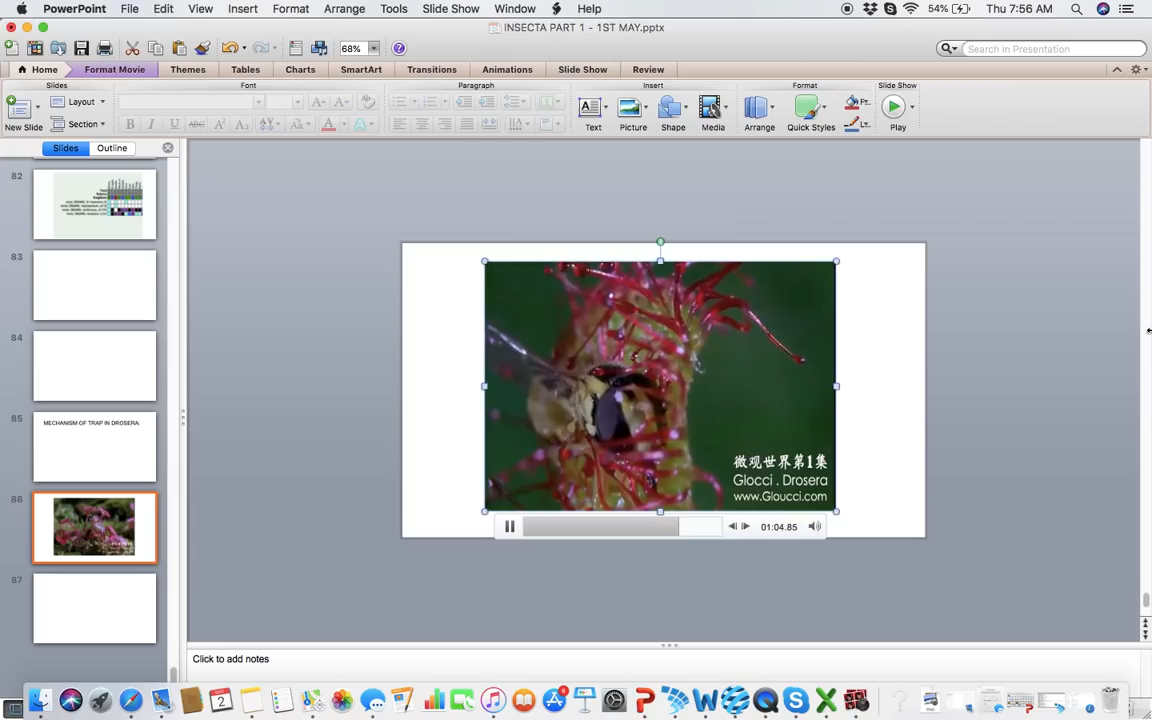 PowerPoint File Edit View Insert Format Arrange Tools Slide Show Window Help 54% Thu 7:56 AM
INSECTA PART 1 - 1ST MAY.pptx
68% Search in Presentation
Home Format Movie Themes Tables Charts SmartArt Transitions Animations Slide Show Review
Slides Font Paragraph Insert Format Slide Show
New Slide Layout Section Text Picture Shape Media Arrange Quick Styles Play
Slides Outline
82
83
84
85
MECHANISM OF TRAP IN DROSERA:
86
87
微观世界第1集
Glocci . Drosera
www.Gloucci.com
01:04.85
Click to add notes